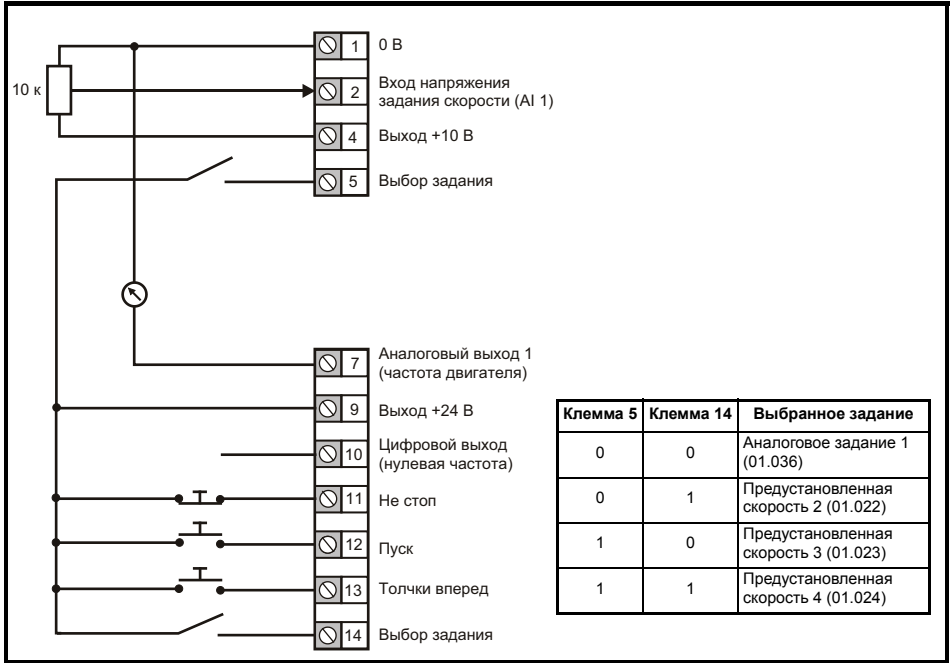 10 к
1 0 В
2 Вход напряжения
задания скорости (AI 1)
4 Выход +10 В
5 Выбор задания
7 Аналоговый выход 1
(частота двигателя)
9 Выход +24 В
10 Цифровой выход
(нулевая частота)
11 Не стоп
12 Пуск
13 Толчки вперед
14 Выбор задания
Клемма 5 Клемма 14 Выбранное задание
0 0 Аналоговое задание 1
(01.036)
0 1 Предустановленная
скорость 2 (01.022)
1 0 Предустановленная
скорость 3 (01.023)
1 1 Предустановленная
скорость 4 (01.024)